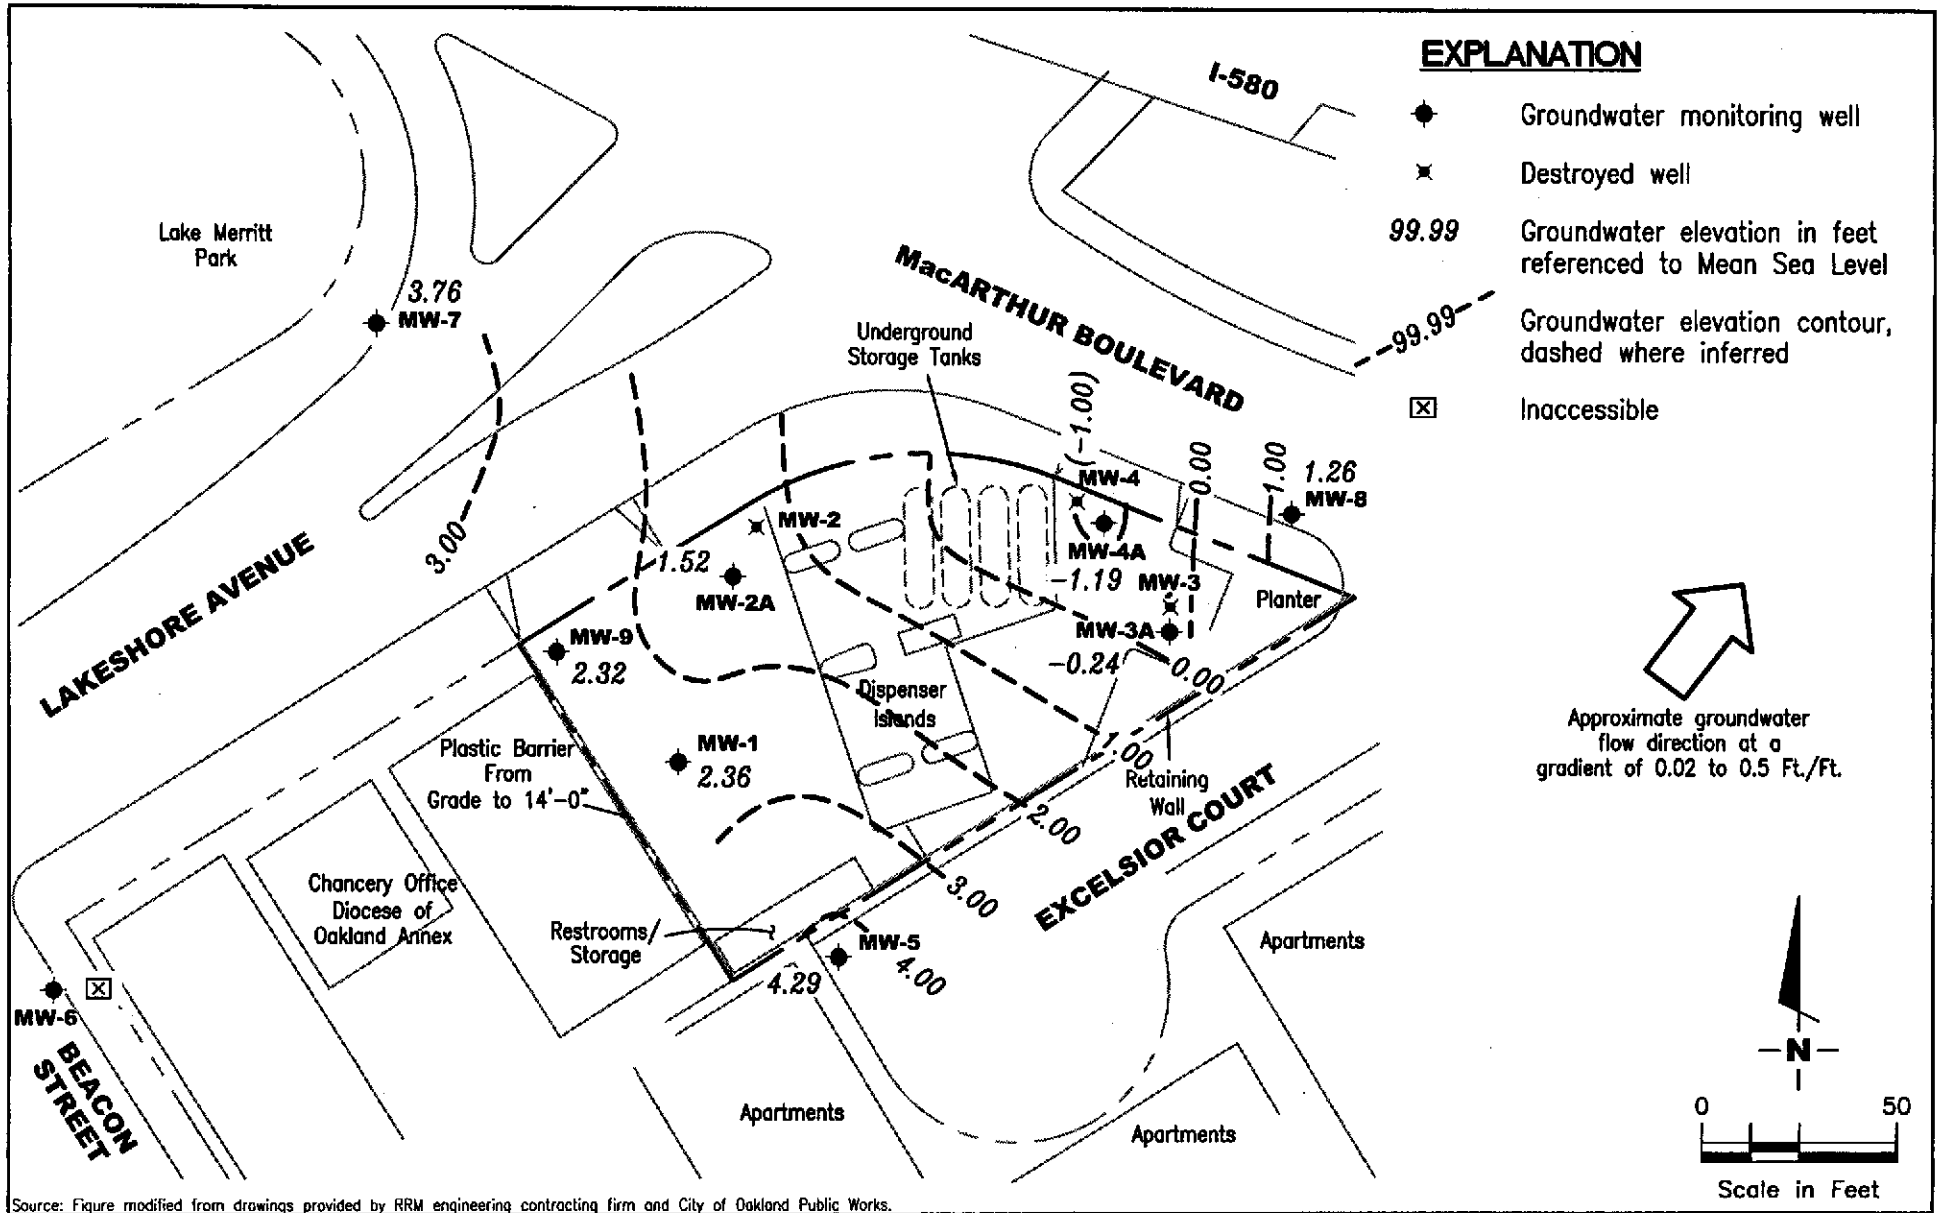 EXPLANATION
Groundwater monitoring well
Destroyed well
99.99
Groundwater elevation in feet
referenced to Mean Sea Level
99.99
Groundwater elevation contour,
dashed where inferred
Inaccessible
I-580
Lake Merritt
Park
3.76
MW-7
MacARTHUR BOULEVARD
Underground
Storage Tanks
(-1.00)
MW-4
0.00
1.00
1.26
MW-8
3.00
LAKESHORE AVENUE
MW-2
1.52
MW-2A
MW-4A
-1.19
MW-3
Planter
MW-3A
-0.24
0.00
MW-9
2.32
Dispenser
Islands
MW-1
2.36
Plastic Barrier
From
Grade to 14'-0"
1.00
Retaining
Wall
2.00
EXCELSIOR COURT
3.00
Approximate groundwater
flow direction at a
gradient of 0.02 to 0.5 Ft./Ft.
Chancery Office
Diocese of
Oakland Annex
Restrooms/
Storage
MW-5
4.00
4.29
Apartments
MW-6
BEACON
STREET
Apartments
Apartments
N
0 50
Scale in Feet
Source: Figure modified from drawings provided by RRM engineering contracting firm and City of Oakland Public Works.